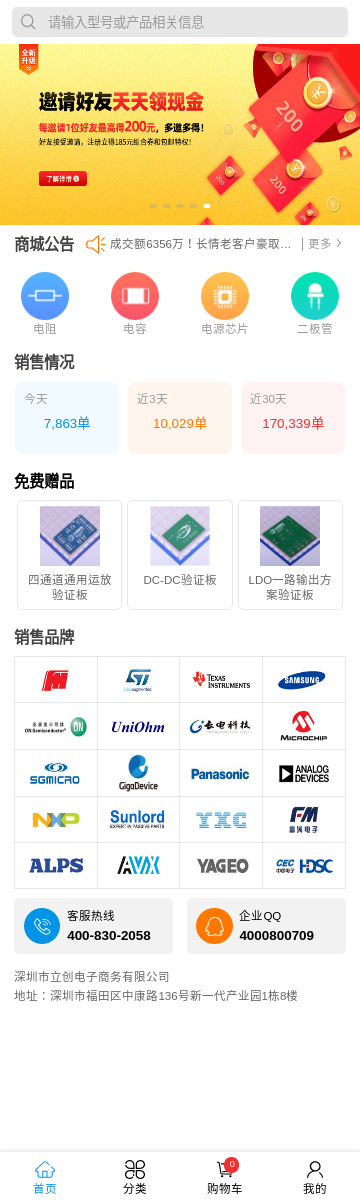 请输入型号或产品相关信息
全新
升级
邀请好友天天领现金
每邀请1位好友最高得200元，多邀多得！
好友接受邀请，注册立得185元组合券和包邮特权！
了解详情
200
200
商城公告
成交额6356万！长情老客户豪取... 更多
电阻 电容 电源芯片 二极管
销售情况
今天 近3天 近30天
7,863单 10,029单 170,339单
免费赠品
四通道通用运放 DC-DC验证板 LDO一路输出方
验证板 案验证板
销售品牌
ST TEXAS INSTRUMENTS SAMSUNG
life.augmented
安森美半导体
ON Semiconductor ON UniOhm 长电科技 MICROCHIP
SGMICRO GigaDevice Panasonic ANALOG DEVICES
NXP Sunlord YXC FM
EXPERT IN PASSIVE PARTS 富满电子
ALPS AVX YAGEO CEC HDSC
中国电子
客服热线 企业QQ
400-830-2058 4000800709
深圳市立创电子商务有限公司
地址：深圳市福田区中康路136号新一代产业园1栋8楼
0
首页 分类 购物车 我的